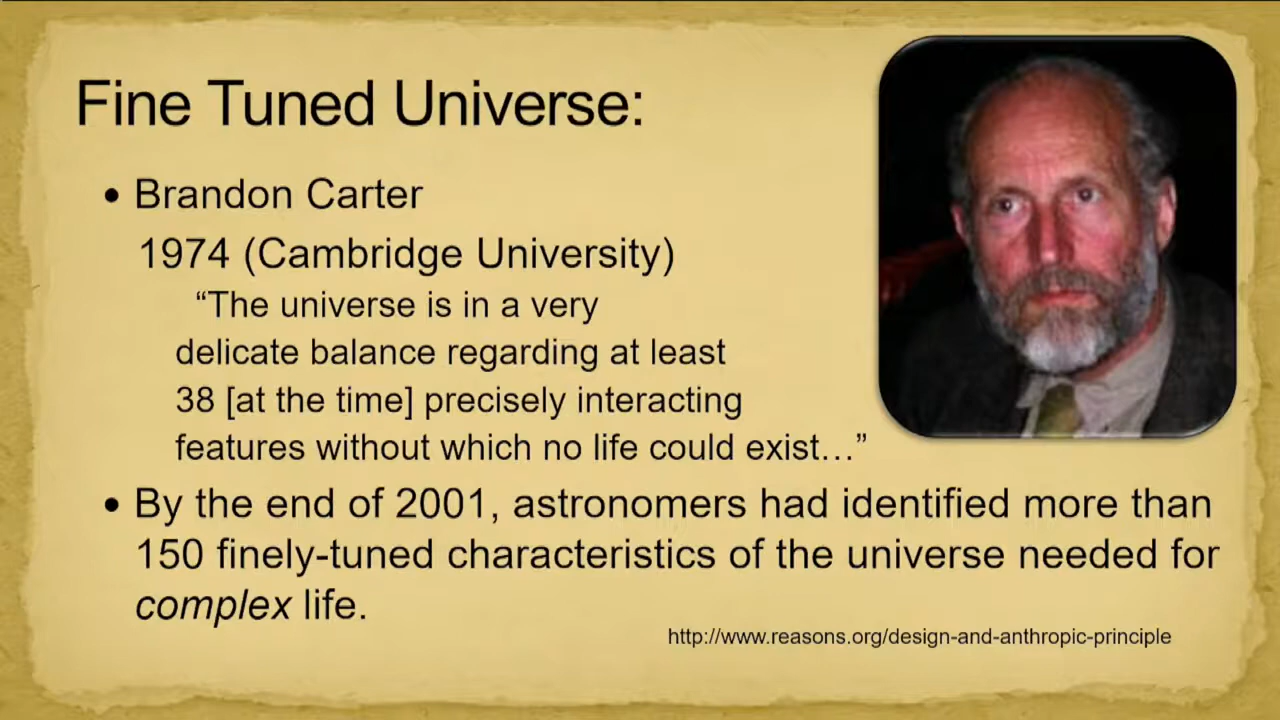 Fine Tuned Universe:
• Brandon Carter
1974 (Cambridge University)
“The universe is in a very
delicate balance regarding at least
38 [at the time] precisely interacting
features without which no life could exist…”
• By the end of 2001, astronomers had identified more than
150 finely-tuned characteristics of the universe needed for
complex life.
http://www.reasons.org/design-and-anthropic-principle